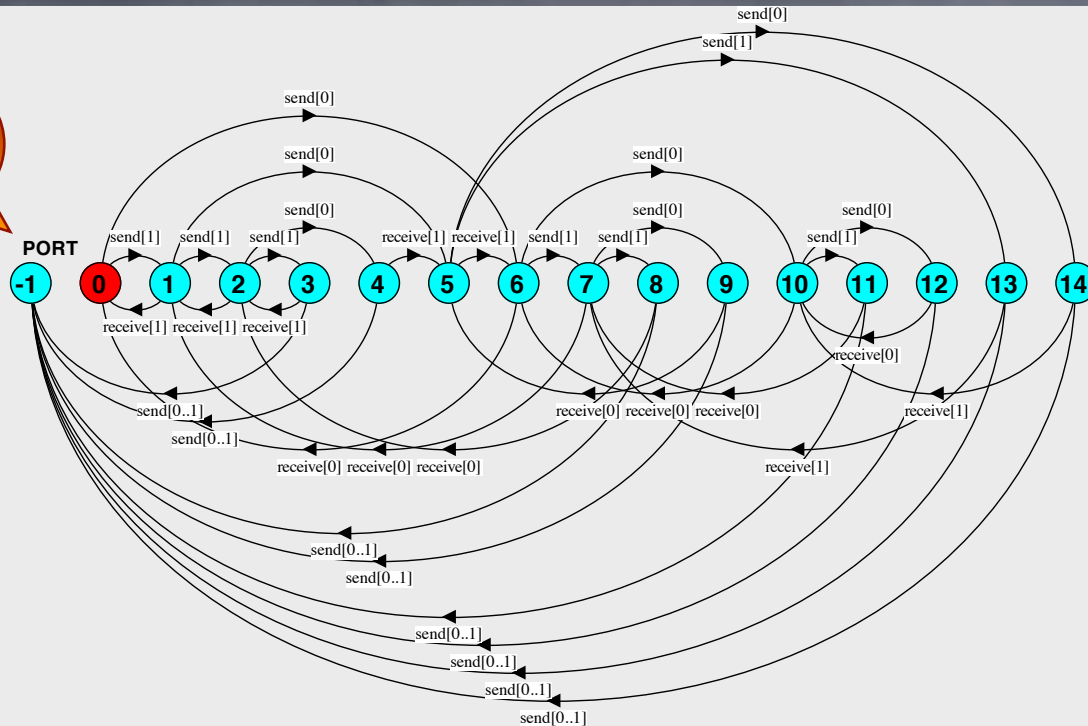 send[0]
send[1]
send[0]
send[0] send[0]
send[0] send[0] send[0]
send[1] send[1] send[1] receive[1] receive[1] send[1] send[1] send[1]
PORT
-1 0 1 2 3 4 5 6 7 8 9 10 11 12 13 14
receive[1] receive[1] receive[1]
receive[0]
send[0..1] receive[0] receive[0] receive[0] receive[1]
send[0..1]
receive[0] receive[0] receive[0] receive[1]
send[0..1]
send[0..1]
send[0..1]
send[0..1]
send[0..1]
send[0..1]